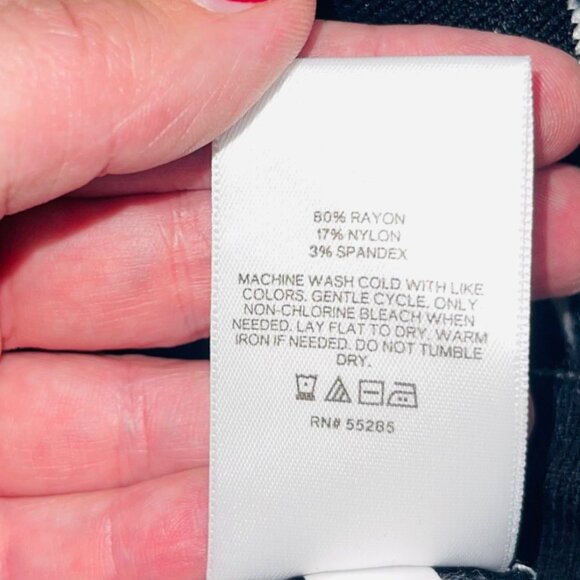 80% RAYON
17% NYLON
3% SPANDEX
MACHINE WASH COLD WITH LIKE
COLORS. GENTLE CYCLE. ONLY
NON-CHLORINE BLEACH WHEN
NEEDED. LAY FLAT TO DRY. WARM
IRON IF NEEDED. DO NOT TUMBLE
DRY.
RN# 55285